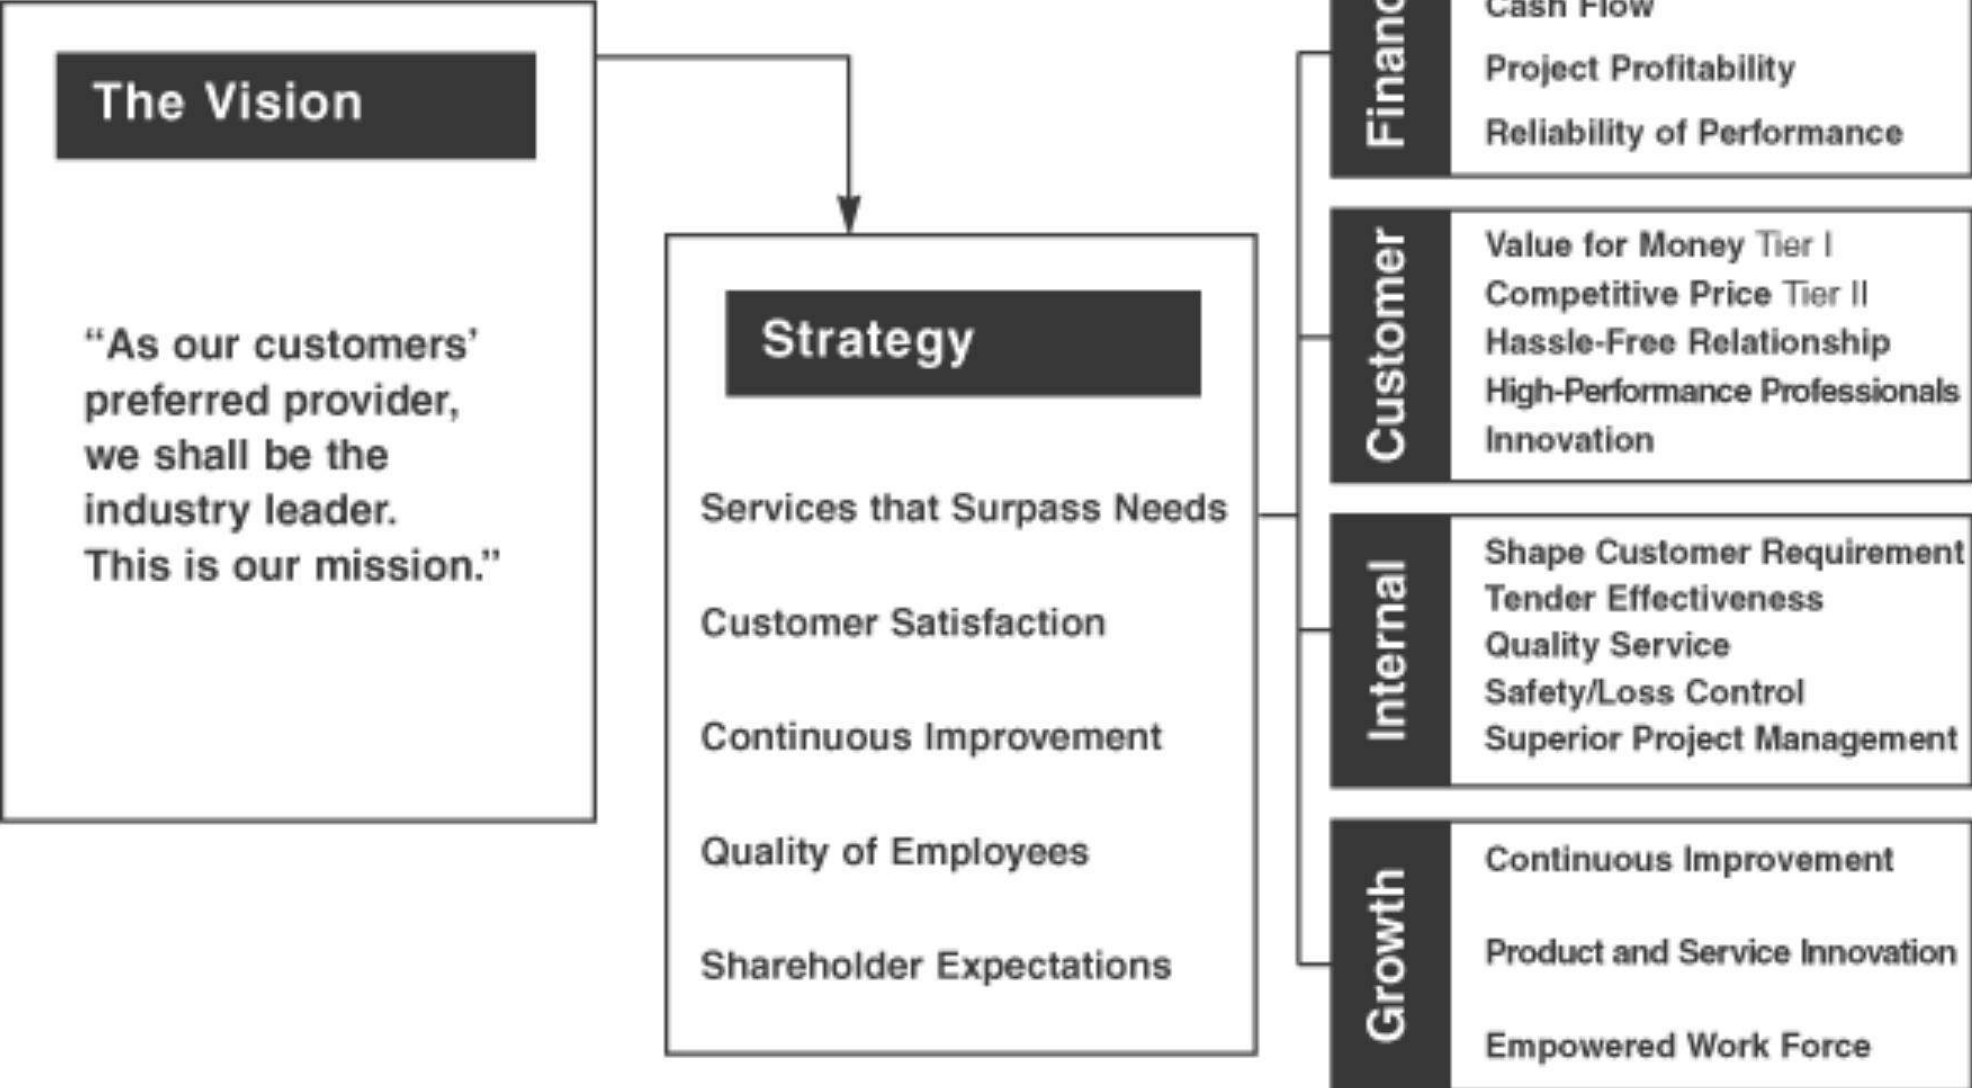 The Vision
“As our customers’
preferred provider,
we shall be the
industry leader.
This is our mission.”
Strategy
Services that Surpass Needs
Customer Satisfaction
Continuous Improvement
Quality of Employees
Shareholder Expectations
Financ
Cash Flow
Project Profitability
Reliability of Performance
Customer
Value for Money Tier I
Competitive Price Tier II
Hassle-Free Relationship
High-Performance Professionals
Innovation
Internal
Shape Customer Requirement
Tender Effectiveness
Quality Service
Safety/Loss Control
Superior Project Management
Growth
Continuous Improvement
Product and Service Innovation
Empowered Work Force